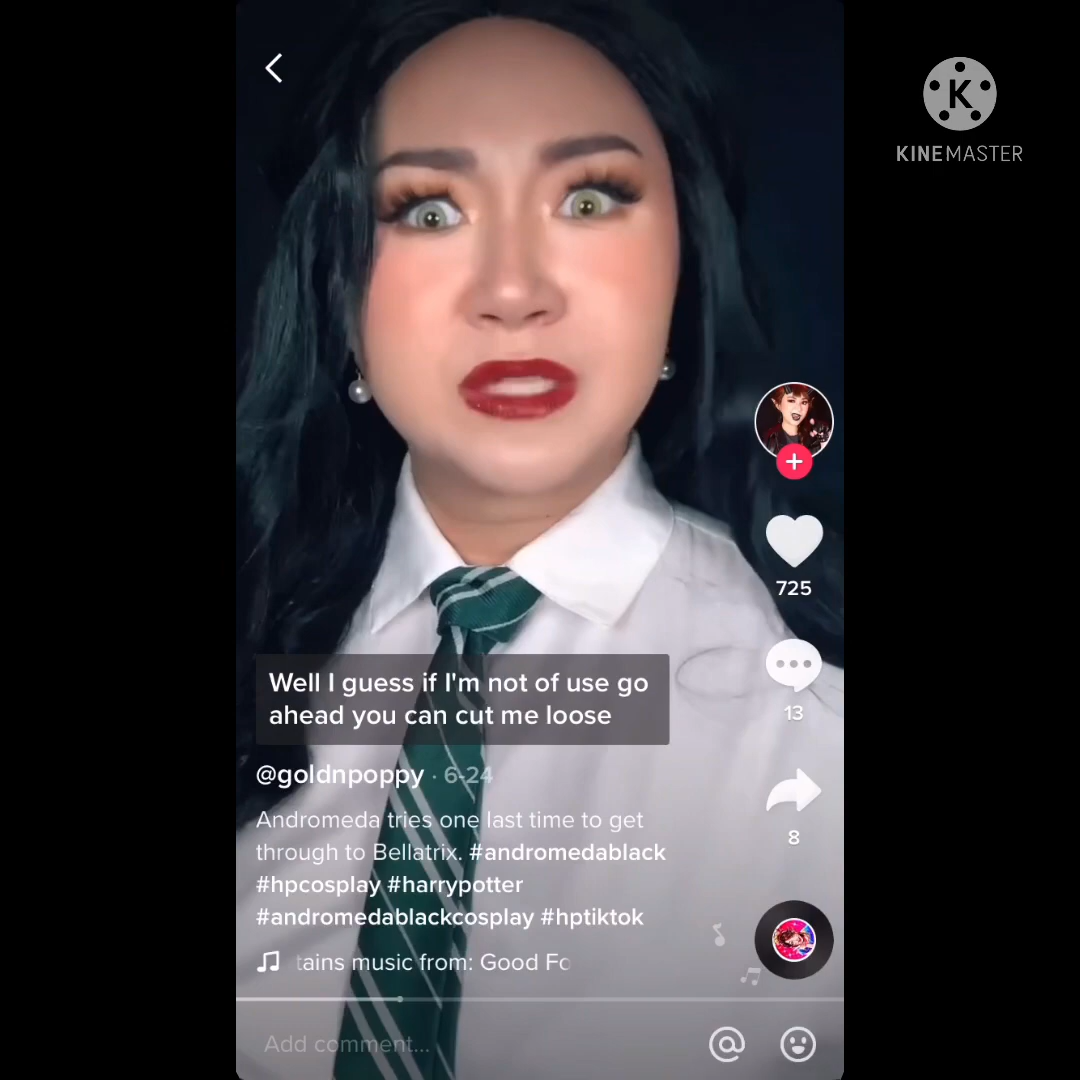 K
KINEMASTER
725
13
8
Well I guess if I'm not of use go
ahead you can cut me loose
@goldnpoppy · 6-24
Andromeda tries one last time to get
through to Bellatrix. #andromedablack
#hpcosplay #harrypotter
#andromedablackcosplay #hptiktok
tains music from: Good Fo
Add comment...